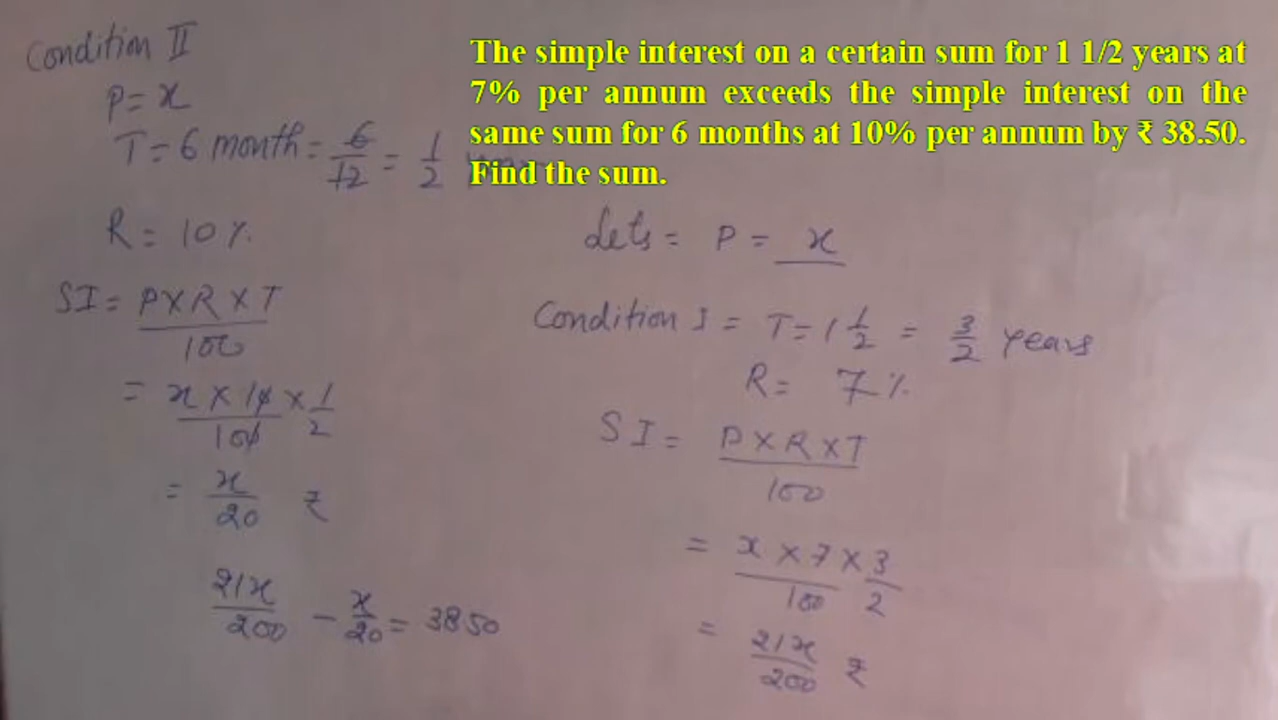 The simple interest on a certain sum for 1 1/2 years at
7% per annum exceeds the simple interest on the
same sum for 6 months at 10% per annum by ₹ 38.50.
Find the sum.
Lets = P = x
Condition I = T = 1 1/2 = 3/2 years
R = 7 %
SI = P×R×T/100
= x × 7 × 3/100 2
= 21x/200 ₹
Condition II
P = x
T = 6 month = 6/12 = 1/2
R = 10 %.
SI = P×R×T/100
= x × 10/100 × 1/2
= x/20 ₹
21x/200 - x/20 = 3850